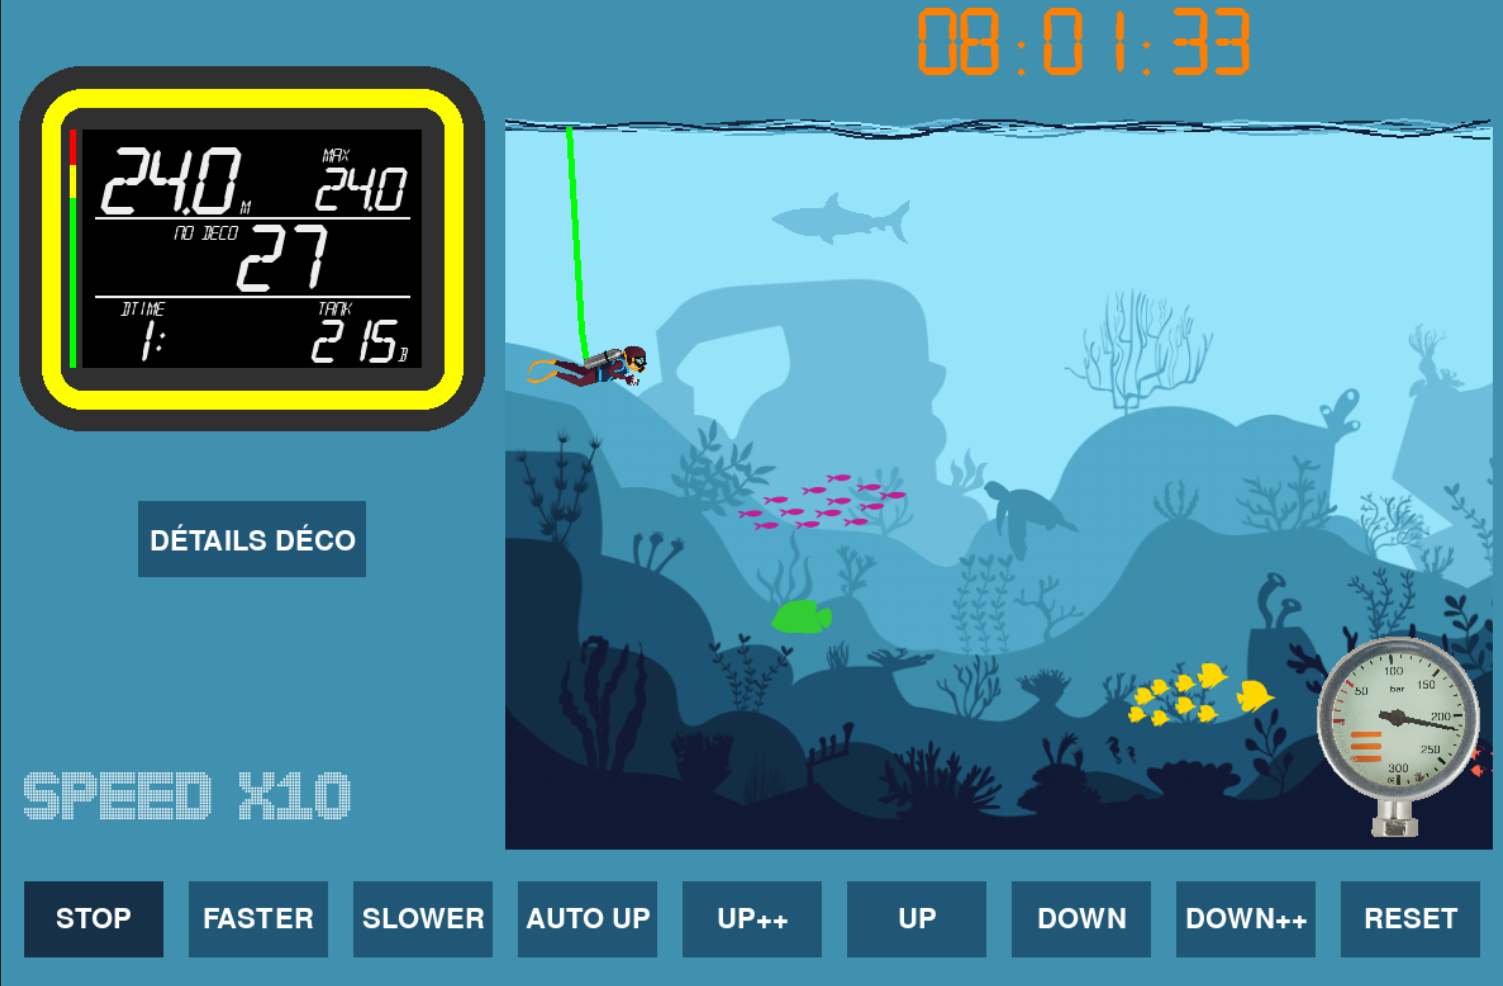 08:01:33
MAX
24.0 M 24.0
NO DECO 27
DTIME TANK
1: 215 B
DÉTAILS DÉCO
SPEED X10
50 100 150 200 250 300
bar
STOP FASTER SLOWER AUTO UP UP++ UP DOWN DOWN++ RESET